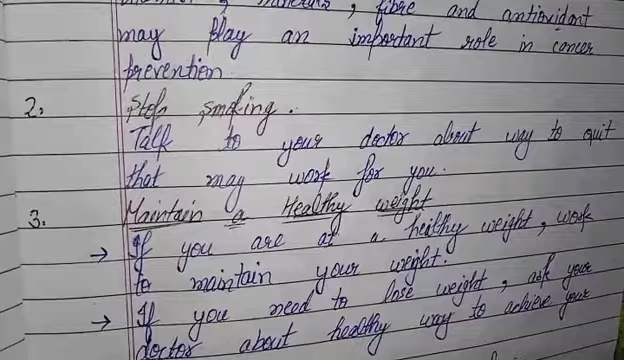 minerals, fibre and antioxidant
may play an important role in cancer
prevention
2. Stop smoking.
Talk to your doctor about way to quit
that may work for you.
3. Maintain a Healthy weight
→ If you are at a heilthy weight, work
to maintain your weight.
→ If you need to lose weight, ask your
doctor about healthy way to achieve your